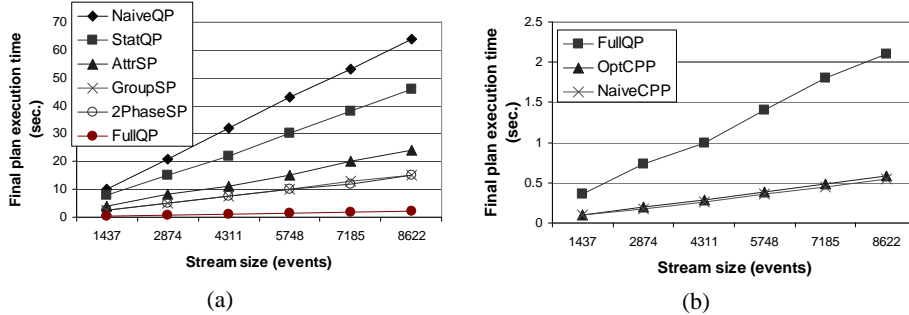 NaiveQP
StatQP
AttrSP
GroupSP
2PhaseSP
FullQP
70
60
50
40
30
20
10
0
Final plan execution time
(sec.)
1437 2874 4311 5748 7185 8622
Stream size (events)
(a)
FullQP
OptCPP
NaiveCPP
2.5
2
1.5
1
0.5
0
Final plan execution time
(sec.)
1437 2874 4311 5748 7185 8622
Stream size (events)
(b)